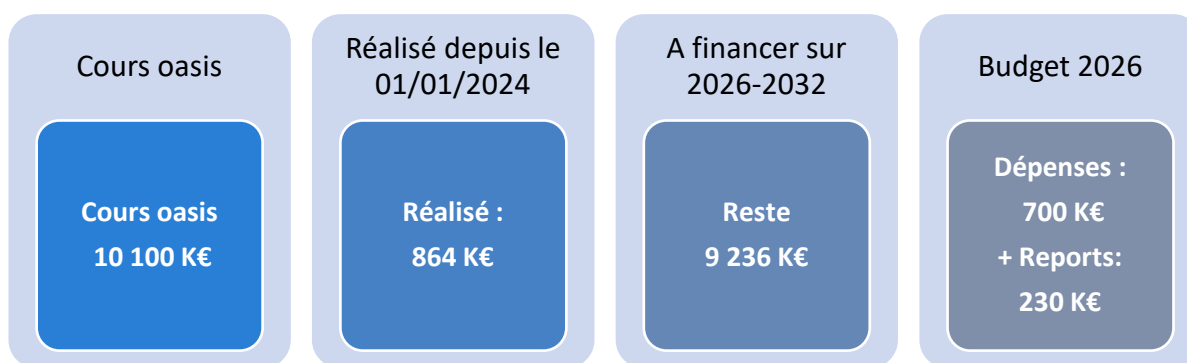 Cours oasis
Cours oasis
10 100 K€
Réalisé depuis le
01/01/2024
Réalisé :
864 K€
A financer sur
2026-2032
Reste
9 236 K€
Budget 2026
Dépenses :
700 K€
+ Reports:
230 K€